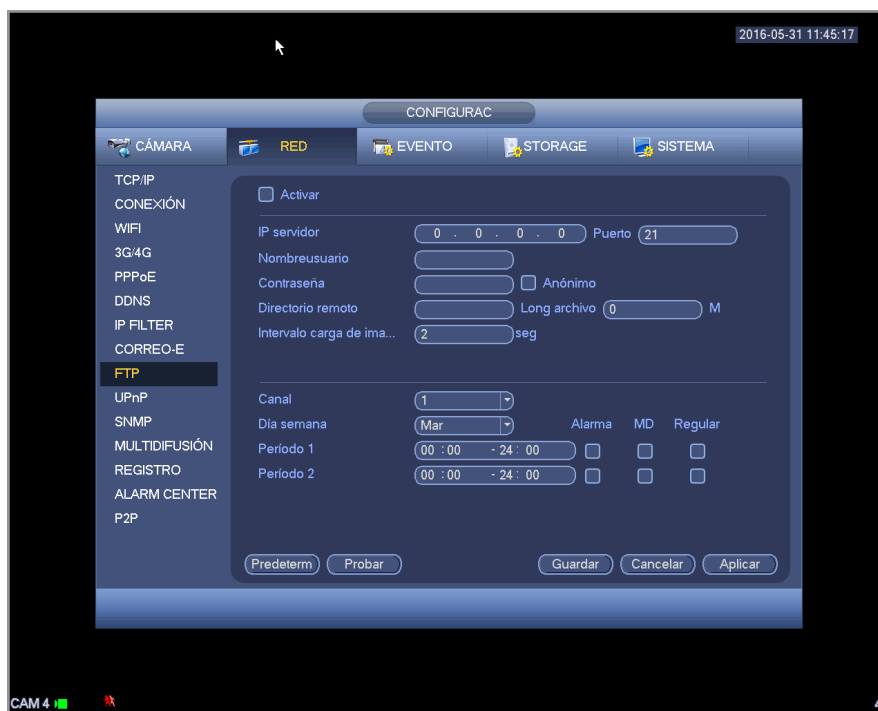 2016-05-31 11:45:17
CONFIGURAC
CÁMARA RED EVENTO STORAGE SISTEMA
TCP/IP
CONEXIÓN
WIFI
3G/4G
PPPoE
DDNS
IP FILTER
CORREO-E
FTP
UPnP
SNMP
MULTIDIFUSIÓN
REGISTRO
ALARM CENTER
P2P
Activar
IP servidor 0 . 0 . 0 . 0 Puerto 21
Nombreusuario
Contraseña Anónimo
Directorio remoto Long archivo 0 M
Intervalo carga de ima... 2 seg
Canal 1
Día semana Mar Alarma MD Regular
Período 1 00 :00 - 24 : 00
Período 2 00 :00 - 24 : 00
Predeterm Probar Guardar Cancelar Aplicar
CAM 4